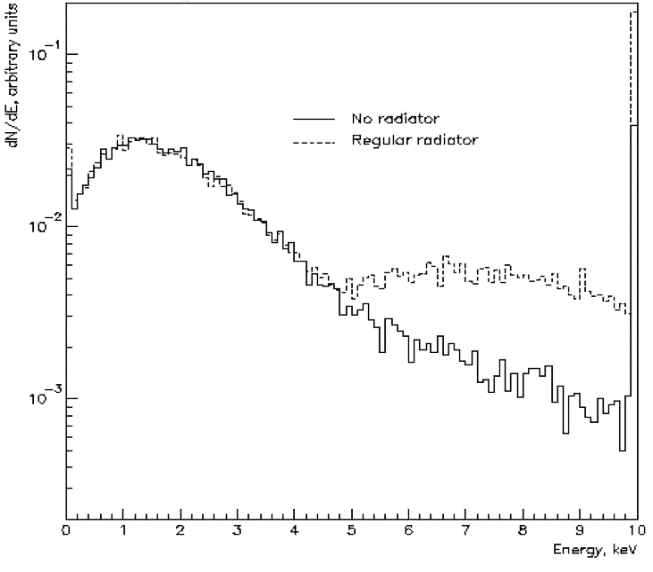 dN/dE, arbitrary units
10⁻¹
No radiator
Regular radiator
10⁻²
10⁻³
0 1 2 3 4 5 6 7 8 9 10
Energy, keV